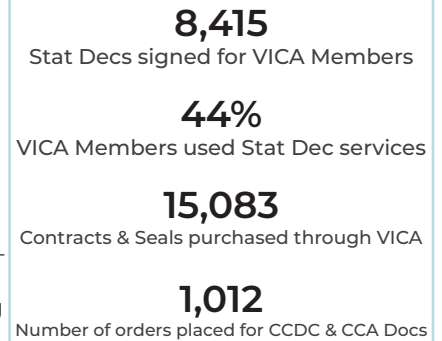 8,415
Stat Decs signed for VICA Members
44%
VICA Members used Stat Dec services
15,083
Contracts & Seals purchased through VICA
1,012
Number of orders placed for CCDC & CCA Docs